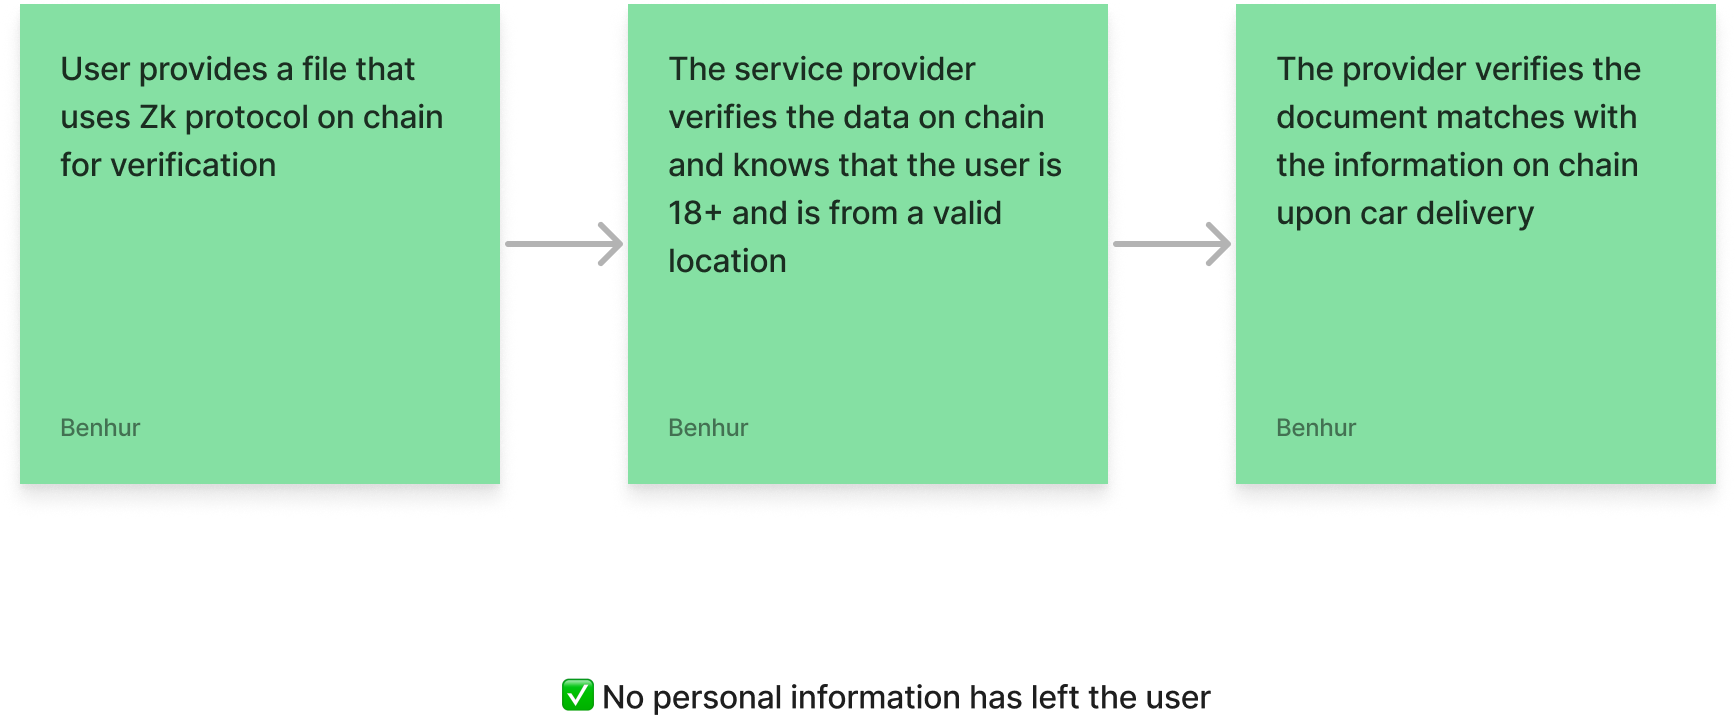 User provides a file that
uses Zk protocol on chain
for verification
Benhur
The service provider
verifies the data on chain
and knows that the user is
18+ and is from a valid
location
Benhur
The provider verifies the
document matches with
the information on chain
upon car delivery
Benhur
✅ No personal information has left the user